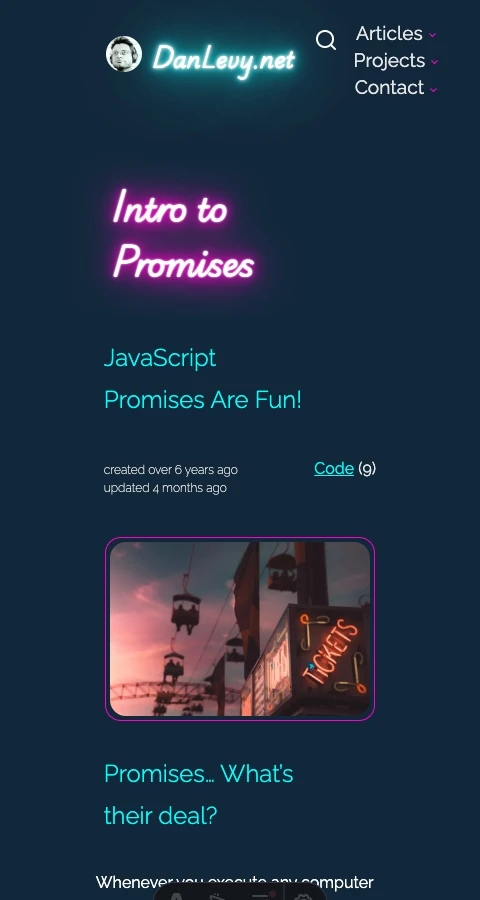 DanLevy.net
Articles
Projects
Contact
Intro to
Promises
JavaScript
Promises Are Fun!
created over 6 years ago
updated 4 months ago
Code (9)
TICKETS
Promises... What's
their deal?
Whenever you execute any computer